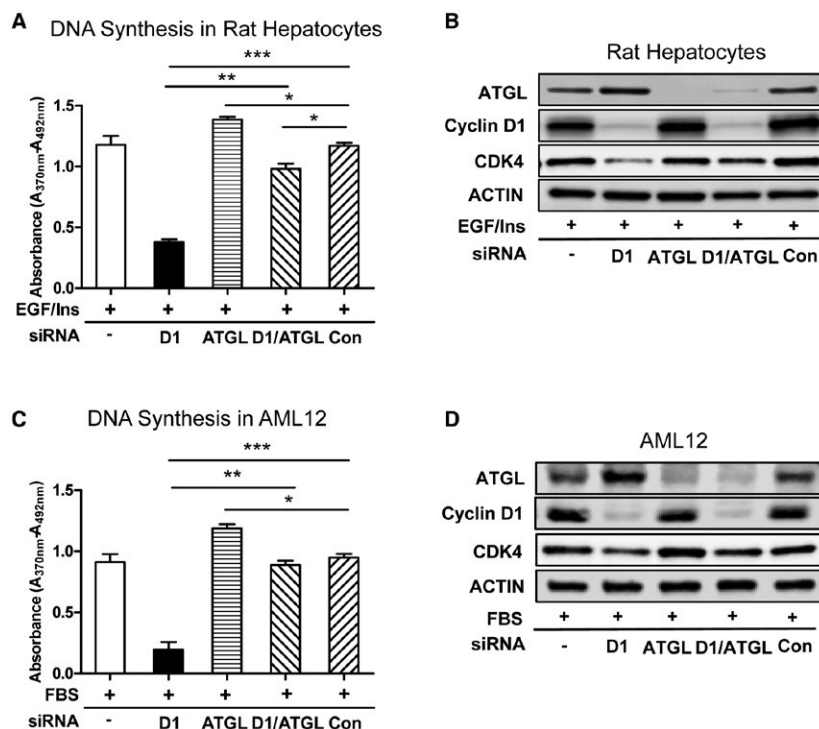 A
DNA Synthesis in Rat Hepatocytes
***
**
*
*
Absorbance (A370nm-A492nm)
1.5
1.0
0.5
0.0
EGF/Ins + + + + +
siRNA - D1 ATGL D1/ATGL Con
B
Rat Hepatocytes
ATGL
Cyclin D1
CDK4
ACTIN
EGF/Ins + + + + +
siRNA - D1 ATGL D1/ATGL Con
C
DNA Synthesis in AML12
***
**
*
Absorbance (A370nm-A492nm)
1.5
1.0
0.5
0.0
FBS + + + + +
siRNA - D1 ATGL D1/ATGL Con
D
AML12
ATGL
Cyclin D1
CDK4
ACTIN
FBS + + + + +
siRNA - D1 ATGL D1/ATGL Con